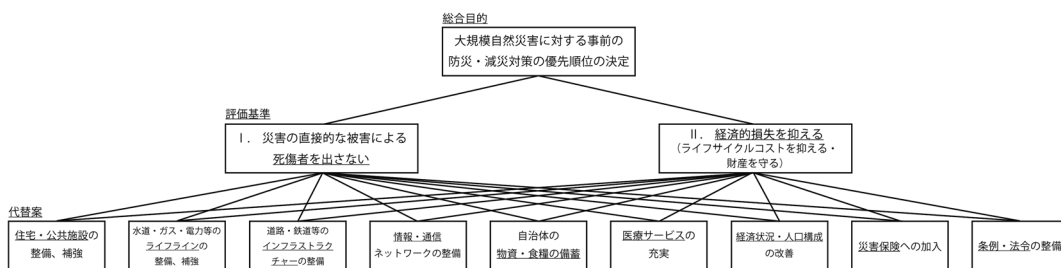 総合目的
大規模自然災害に対する事前の
防災・減災対策の優先順位の決定
評価基準
Ⅰ. 災害の直接的な被害による
死傷者を出さない
Ⅱ. 経済的損失を抑える
(ライフサイクルコストを抑える・
財産を守る)
代替案
住宅・公共施設の
整備、補強
水道・ガス・電力等の
ライフラインの
整備、補強
道路・鉄道等の
インフラストラク
チャーの整備
情報・通信
ネットワークの整備
自治体の
物資・食糧の備蓄
医療サービスの
充実
経済状況・人口構成
の改善
災害保険への加入
条例・法令の整備